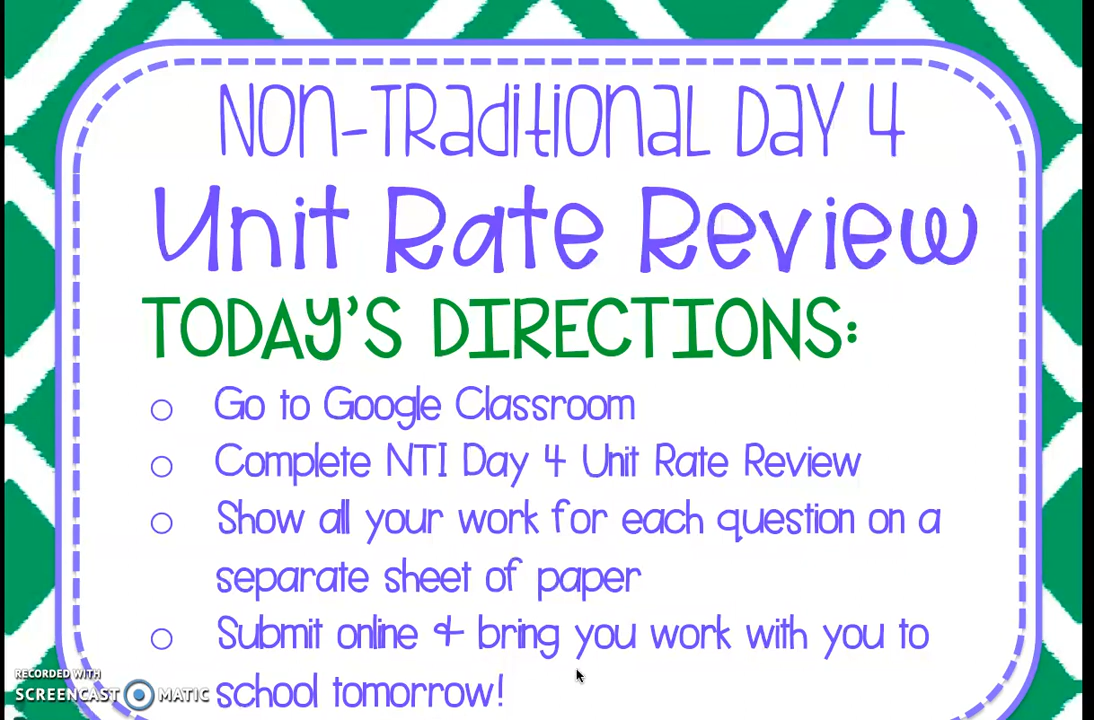 Non-Traditional Day 4
Unit Rate Review
TODAY'S DIRECTIONS:
Go to Google Classroom
Complete NTI Day 4 Unit Rate Review
Show all your work for each question on a
separate sheet of paper
Submit online & bring you work with you to
school tomorrow!
RECORDED WITH
SCREENCAST MATIC